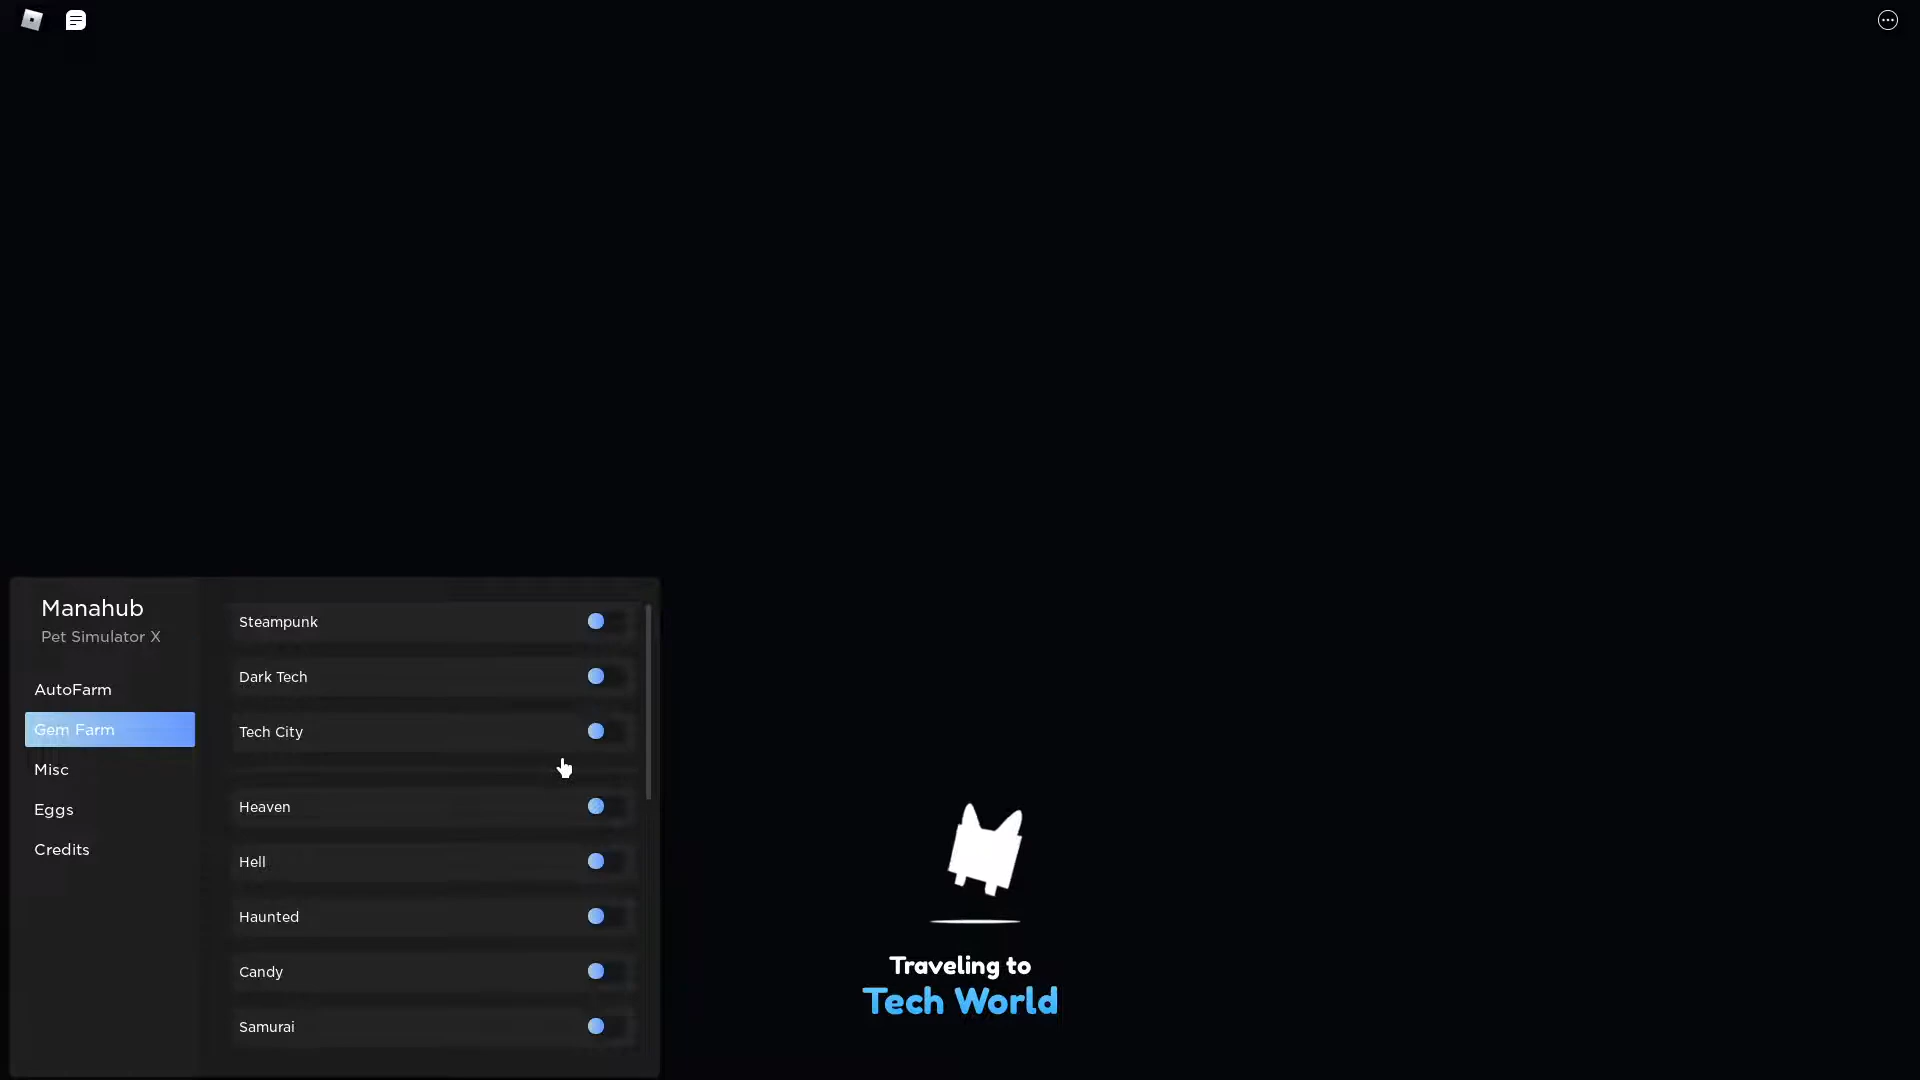 Manahub
Pet Simulator X
AutoFarm
Gem Farm
Misc
Eggs
Credits
Steampunk
Dark Tech
Tech City
Heaven
Hell
Haunted
Candy
Samurai
Traveling to
Tech World